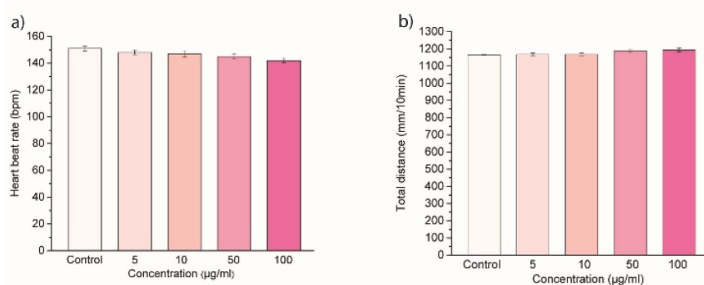 a)
160
140
120
100
80
60
40
20
0
Heart beat rate (bpm)
Control 5 10 50 100
Concentration (µg/ml)
b)
1300
1200
1100
1000
900
800
700
600
500
400
300
200
100
0
Total distance (mm/10min)
Control 5 10 50 100
Concentration (µg/ml)